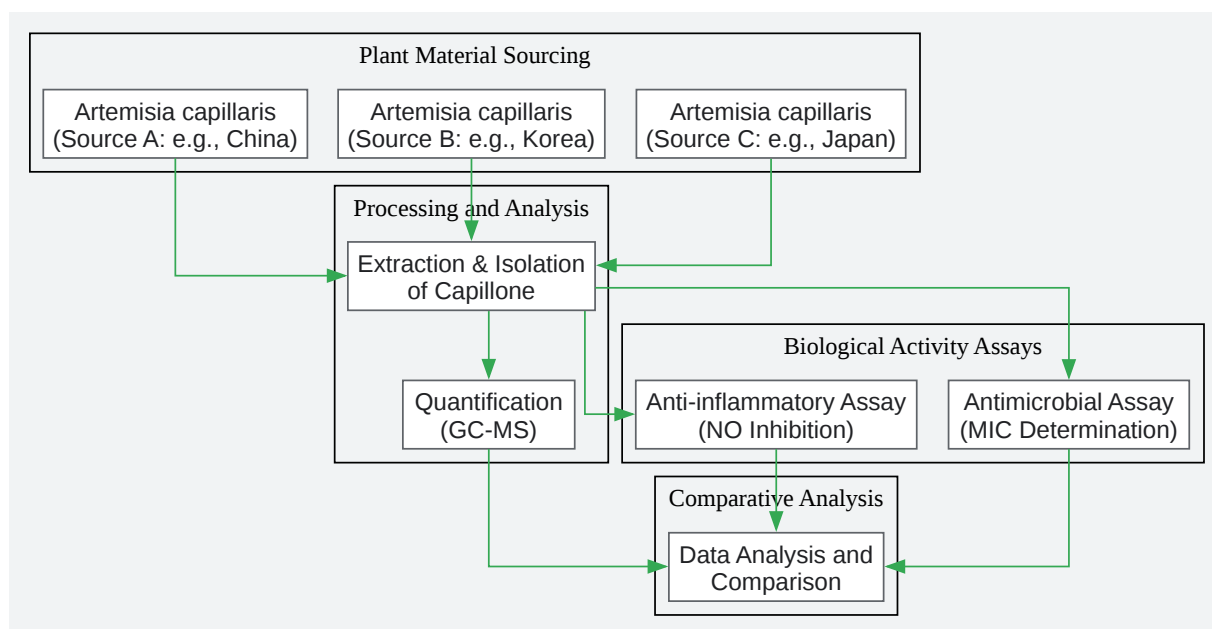 Plant Material Sourcing
Artemisia capillaris
(Source A: e.g., China)
Artemisia capillaris
(Source B: e.g., Korea)
Artemisia capillaris
(Source C: e.g., Japan)
Processing and Analysis
Extraction & Isolation
of Capillone
Quantification
(GC-MS)
Biological Activity Assays
Anti-inflammatory Assay
(NO Inhibition)
Antimicrobial Assay
(MIC Determination)
Comparative Analysis
Data Analysis and
Comparison